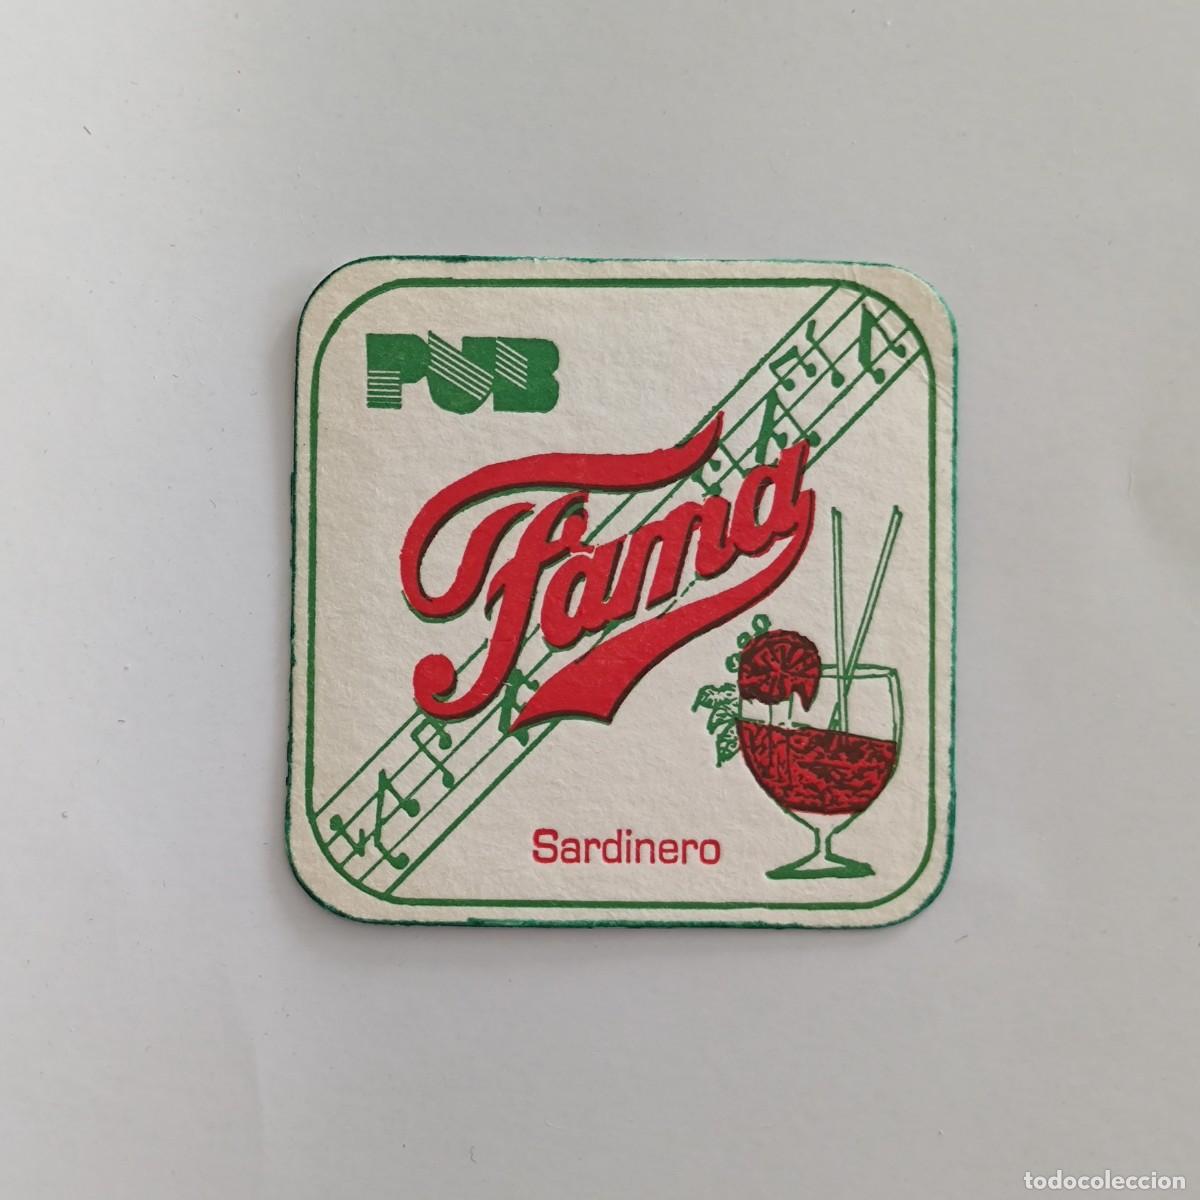 PUB
Fama
Sardinero
todocoleccion